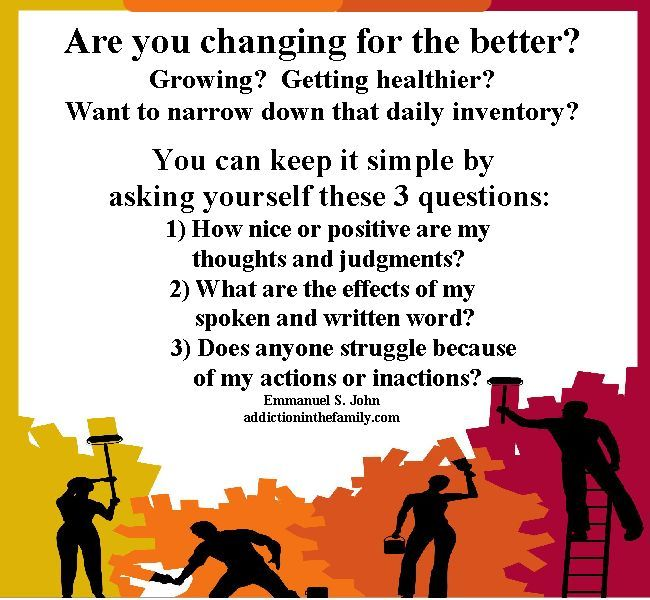 Are you changing for the better?
Growing?  Getting healthier?
Want to narrow down that daily inventory?
You can keep it simple by
asking yourself these 3 questions:
1) How nice or positive are my
thoughts and judgments?
2) What are the effects of my
spoken and written word?
3) Does anyone struggle because
of my actions or inactions?
Emmanuel S. John
addictioninthefamily.com